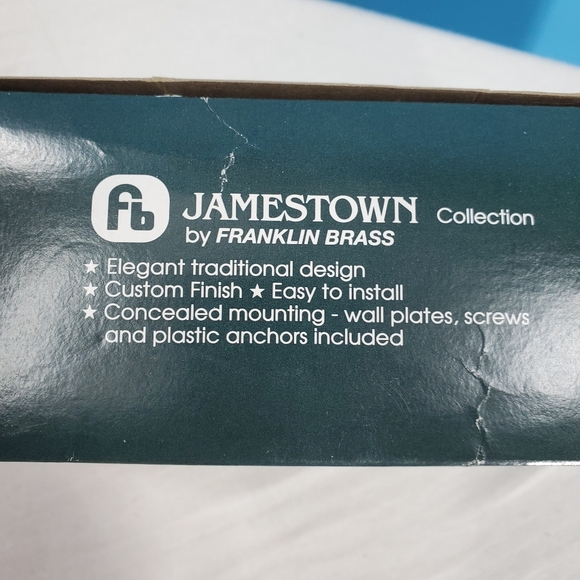 fb JAMESTOWN Collection
by FRANKLIN BRASS
★ Elegant traditional design
★ Custom Finish ★ Easy to install
★ Concealed mounting - wall plates, screws
and plastic anchors included